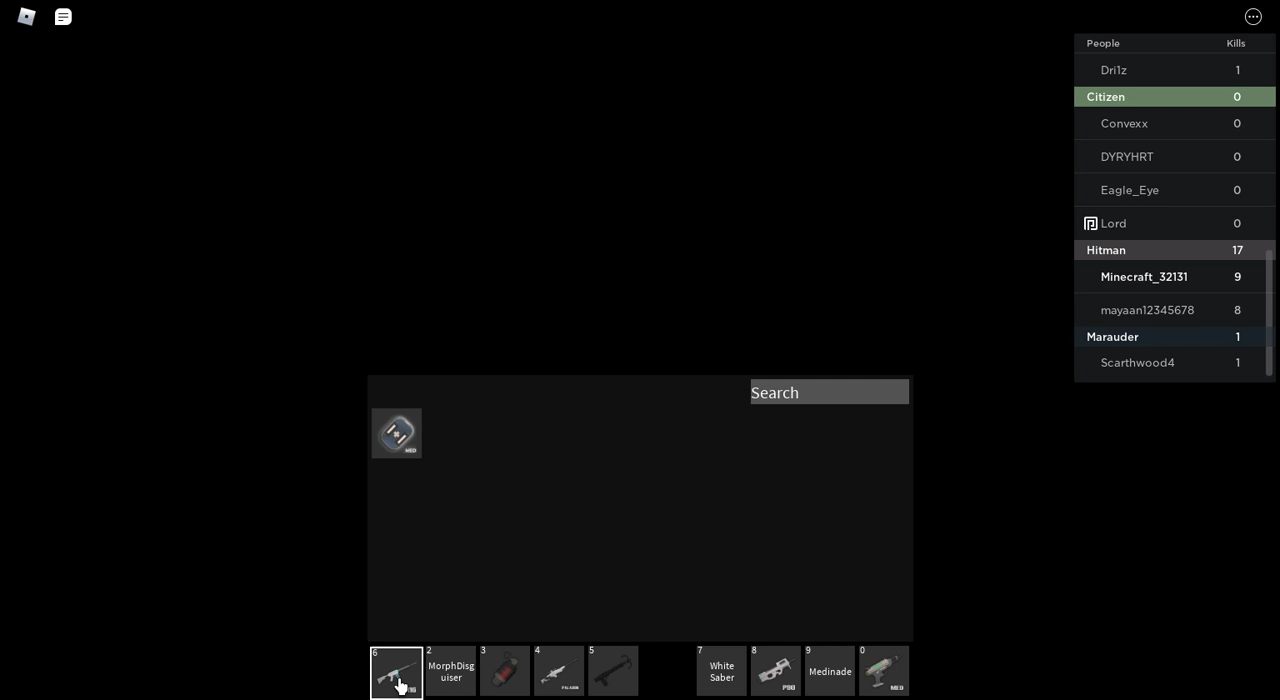 People Kills
Dri1z 1
Citizen 0
Convexx 0
DYRYHRT 0
Eagle_Eye 0
Lord 0
Hitman 17
Minecraft_32131 9
mayaan12345678 8
Marauder 1
Scarthwood4 1
Search
MED
6
2
MorphDisg
uiser
3
4
PALADIN
5
7
White
Saber
8
P90
9
Medinade
0
MED